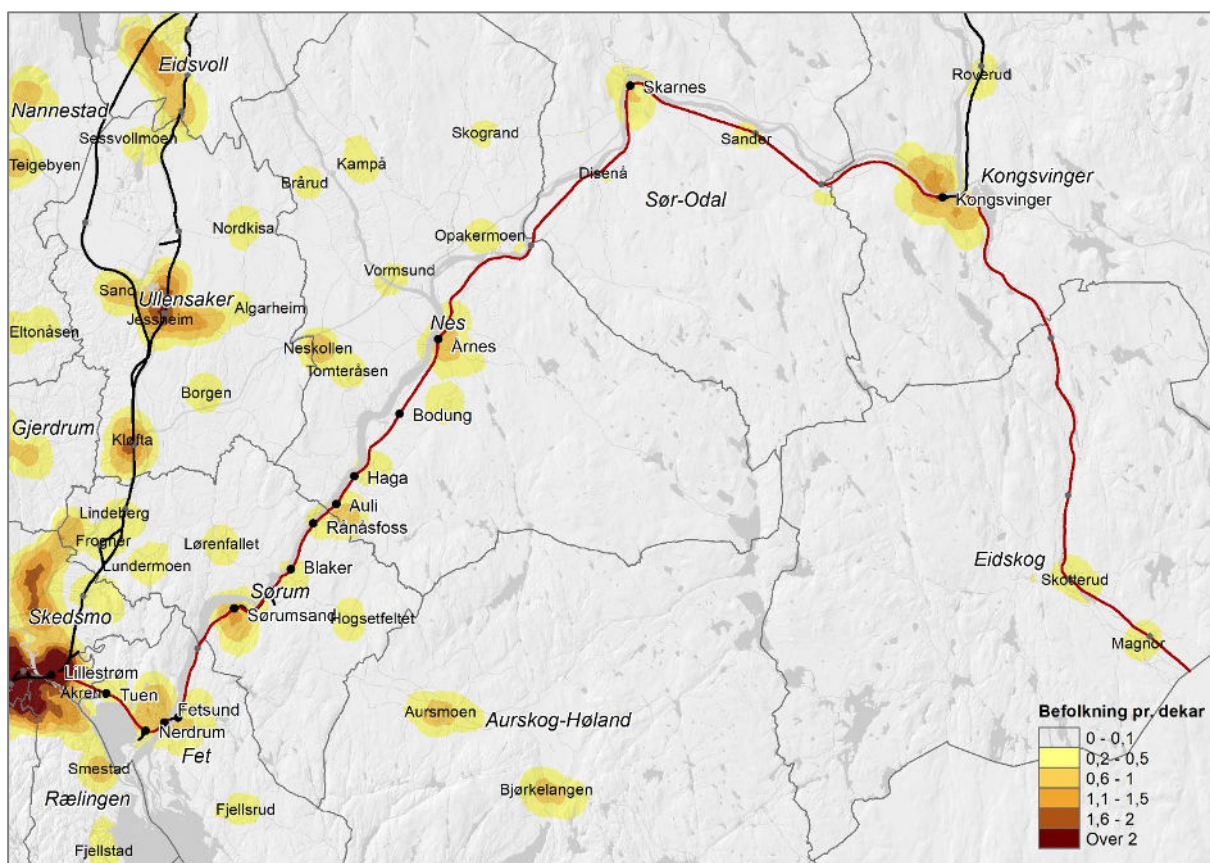 Eidsvoll
Nannestad
Sessvollmoen
Teigebyen
Skogrand
Kampå
Brårud
Skarnes
Roverud
Sander
Disenå
Sør-Odal
Kongsvinger
Kongsvinger
Nordkisa
Opakermoen
Vormsund
Sand
Ullensaker
Jessheim
Algarheim
Eltonåsen
Nes
Årnes
Neskollen
Tomteråsen
Borgen
Bodung
Gjerdrum
Kløfta
Haga
Auli
Rånåsfoss
Lindeberg
Frogner
Lundermoen
Lørenfallet
Blaker
Sørum
Sørumsand
Hogsetfeltet
Eidskog
Skotterud
Skedsmo
Magnor
Lillestrøm
Åkrene
Tuen
Fetsund
Nerdrum
Fet
Aursmoen
Aurskog-Høland
Smestad
Rælingen
Bjørkelangen
Fjellsrud
Fjellstad
Befolkning pr. dekar
0 - 0,1
0,2 - 0,5
0,6 - 1
1,1 - 1,5
1,6 - 2
Over 2